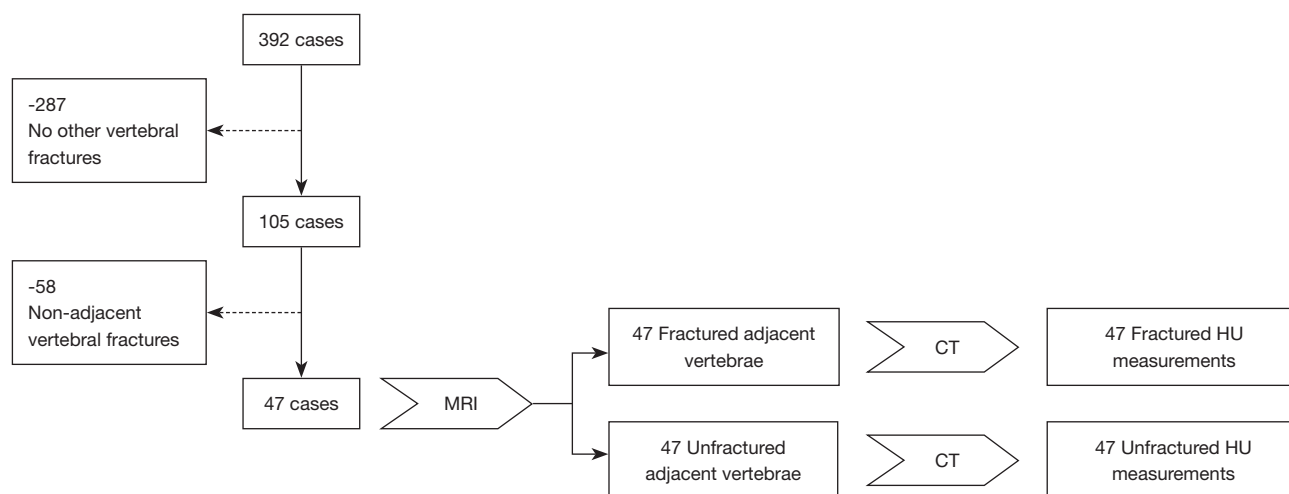 392 cases
-287
No other vertebral
fractures
105 cases
-58
Non-adjacent
vertebral fractures
47 cases
MRI
47 Fractured adjacent
vertebrae
CT
47 Fractured HU
measurements
47 Unfractured
adjacent vertebrae
CT
47 Unfractured HU
measurements